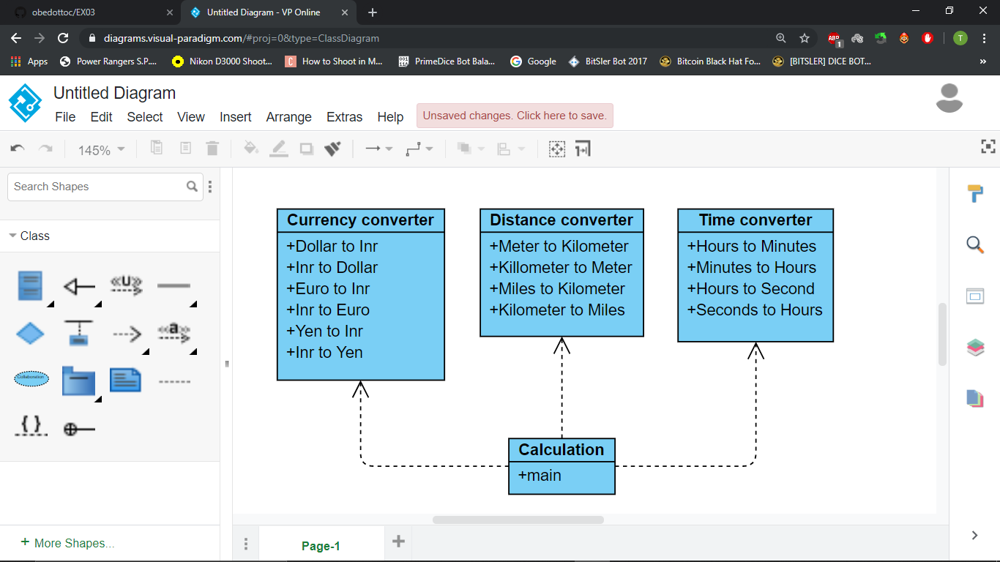 obedottoc/EX03
Untitled Diagram - VP Online
diagrams.visual-paradigm.com/#proj=0&type=ClassDiagram
ABP
1
T
Apps
Power Rangers S.P....
Nikon D3000 Shoot...
C
How to Shoot in M...
PrimeDice Bot Bala...
Google
BitSler Bot 2017
Bitcoin Black Hat Fo...
[BITSLER] DICE BOT...
»
Untitled Diagram
File Edit Select View Insert Arrange Extras Help
Unsaved changes. Click here to save.
145%
Search Shapes
Class
«U»
«a»
Collaboration
{ }
+ More Shapes...
Currency converter
+Dollar to Inr
+Inr to Dollar
+Euro to Inr
+Inr to Euro
+Yen to Inr
+Inr to Yen
Distance converter
+Meter to Kilometer
+Killometer to Meter
+Miles to Kilometer
+Kilometer to Miles
Time converter
+Hours to Minutes
+Minutes to Hours
+Hours to Second
+Seconds to Hours
Calculation
+main
Page-1